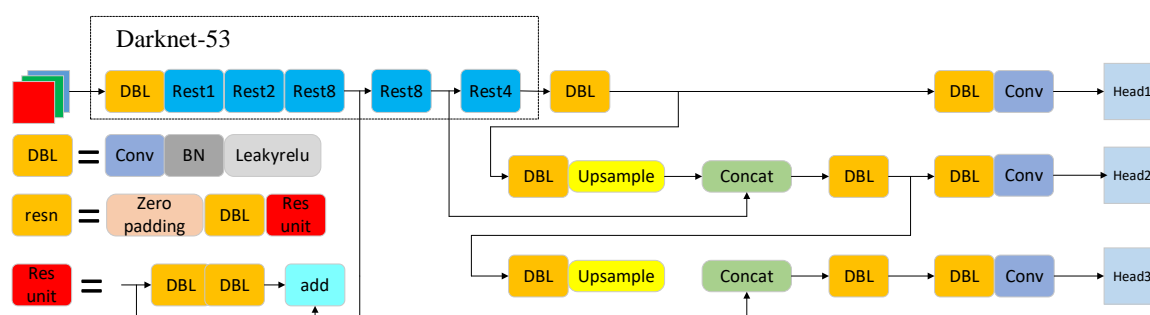 Darknet-53
DBL Rest1 Rest2 Rest8 Rest8 Rest4 DBL DBL Conv Head1
DBL = Conv BN Leakyrelu
DBL Upsample Concat DBL DBL Conv Head2
resn = Zero padding DBL Res unit
Res unit = DBL DBL add
DBL Upsample Concat DBL DBL Conv Head3